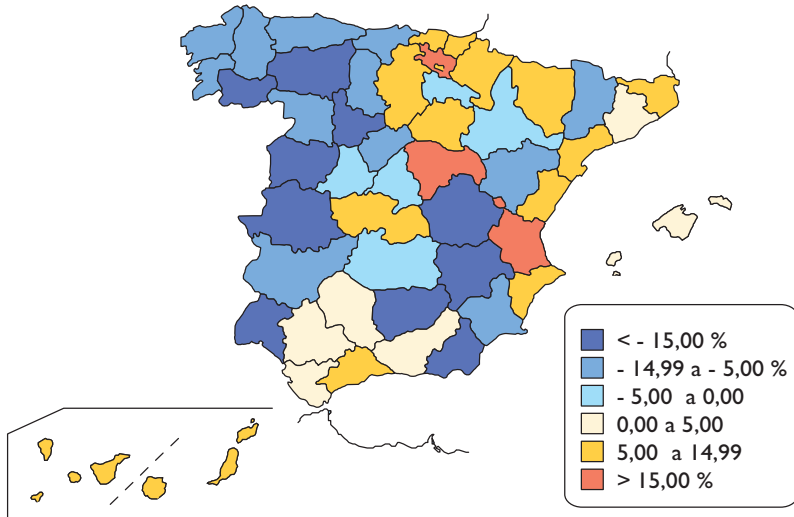 < - 15,00 %
- 14,99 a - 5,00 %
- 5,00 a 0,00
0,00 a 5,00
5,00 a 14,99
> 15,00 %